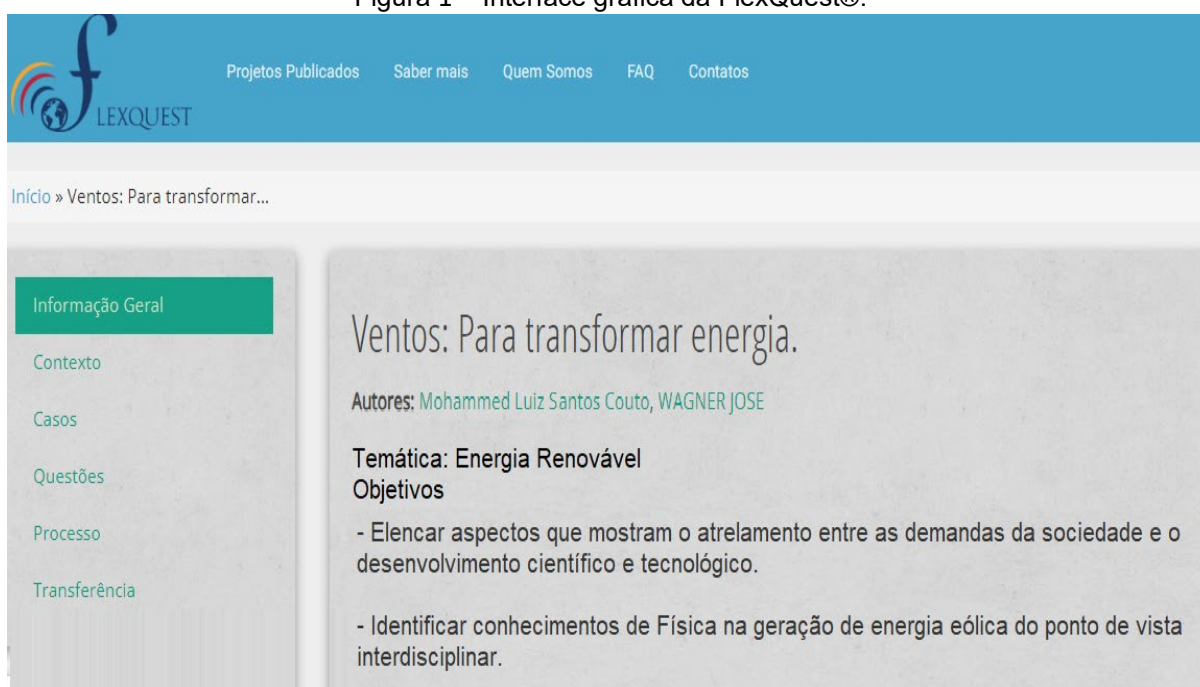 Figura 1 – Interface gráfica da FlexQuest®.
Projetos Publicados Saber mais Quem Somos FAQ Contatos
fLEXQUEST
Início » Ventos: Para transformar...
Informação Geral
Contexto
Casos
Questões
Processo
Transferência
Ventos: Para transformar energia.
Autores: Mohammed Luiz Santos Couto, WAGNER JOSE
Temática: Energia Renovável
Objetivos
- Elencar aspectos que mostram o atrelamento entre as demandas da sociedade e o
desenvolvimento científico e tecnológico.
- Identificar conhecimentos de Física na geração de energia eólica do ponto de vista
interdisciplinar.